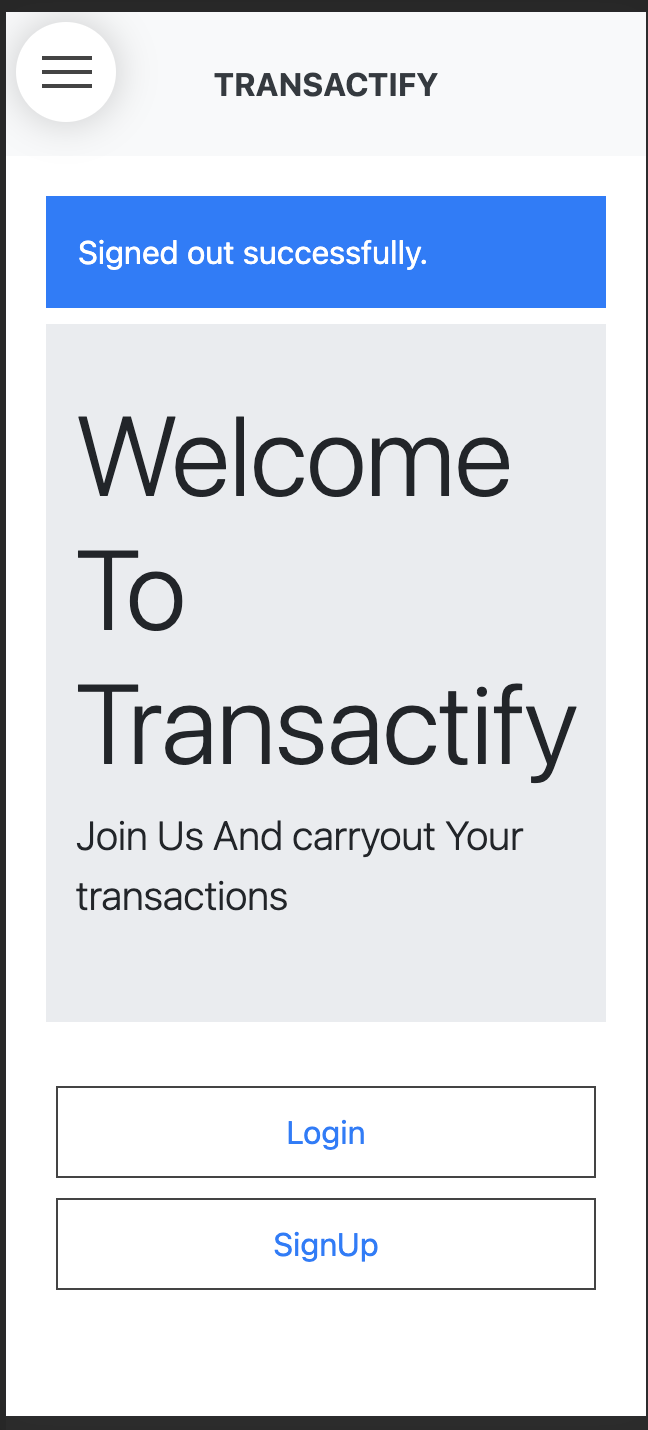 TRANSACTIFY
Signed out successfully.
Welcome
To
Transactify
Join Us And carryout Your
transactions
Login
SignUp